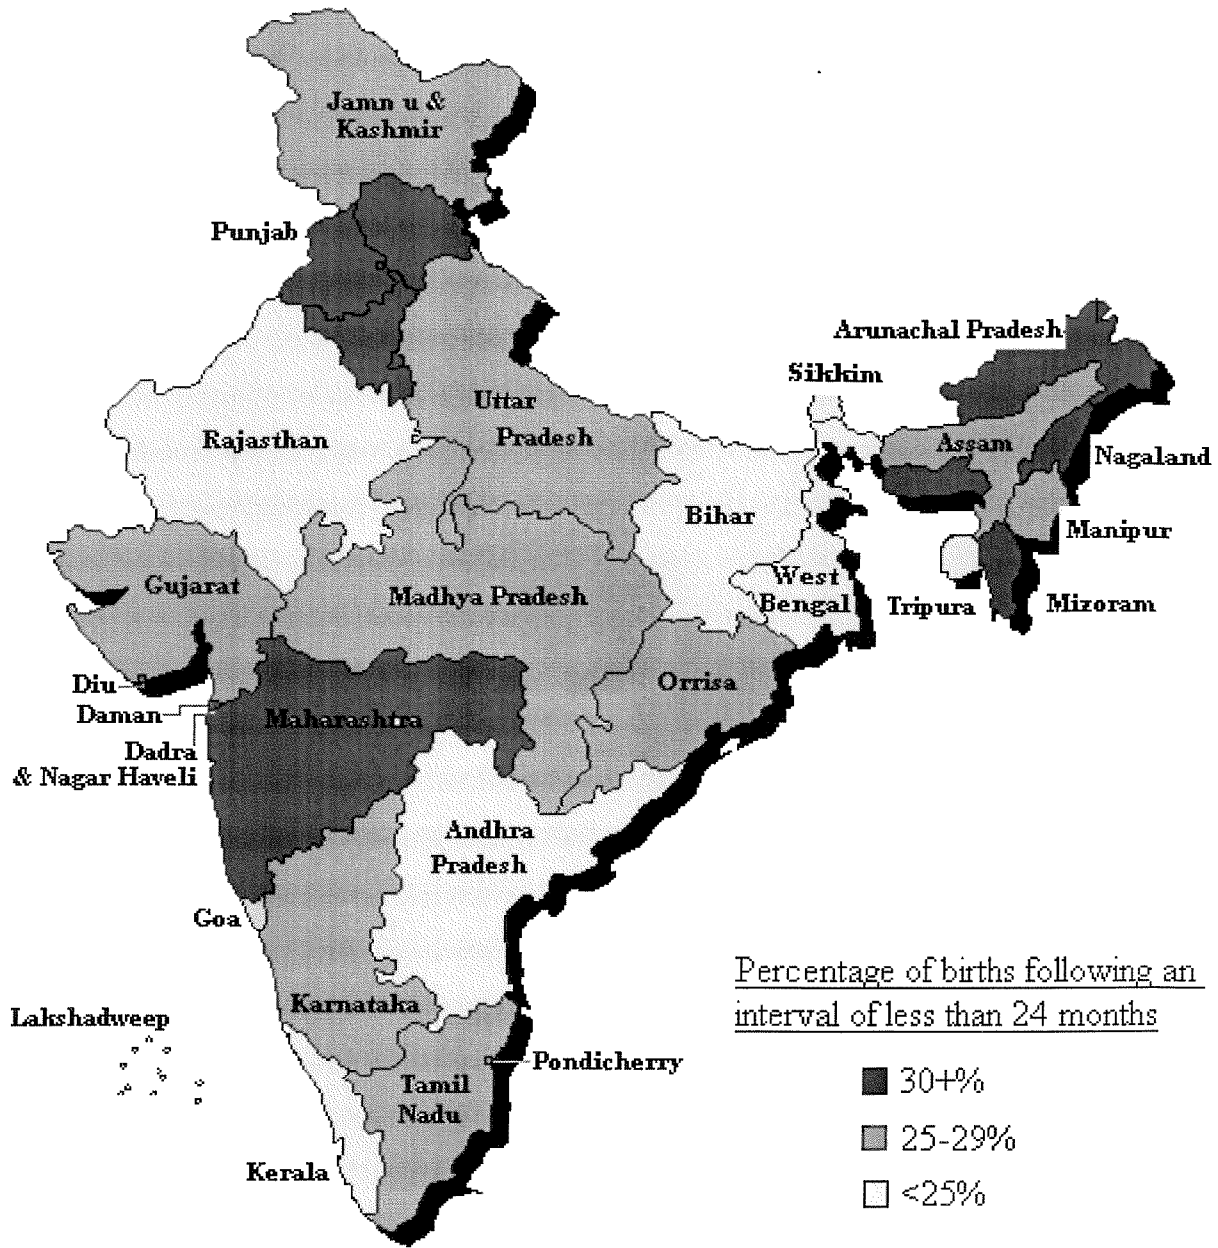 Jamn u &
Kashmir
Punjab
Arunachal Pradesh
Sikkim
Uttar
Pradesh
Rajasthan
Assam
Nagaland
Bihar
Manipur
Gujarat
Madhya Pradesh
West
Bengal
Tripura
Mizoram
Diu
Orrisa
Daman
Maharashtra
Dadra
& Nagar Haveli
Andhra
Pradesh
Goa
Karnataka
Lakshadweep
Pondicherry
Tamil
Nadu
Kerala
Percentage of births following an
interval of less than 24 months
30+%
25-29%
<25%